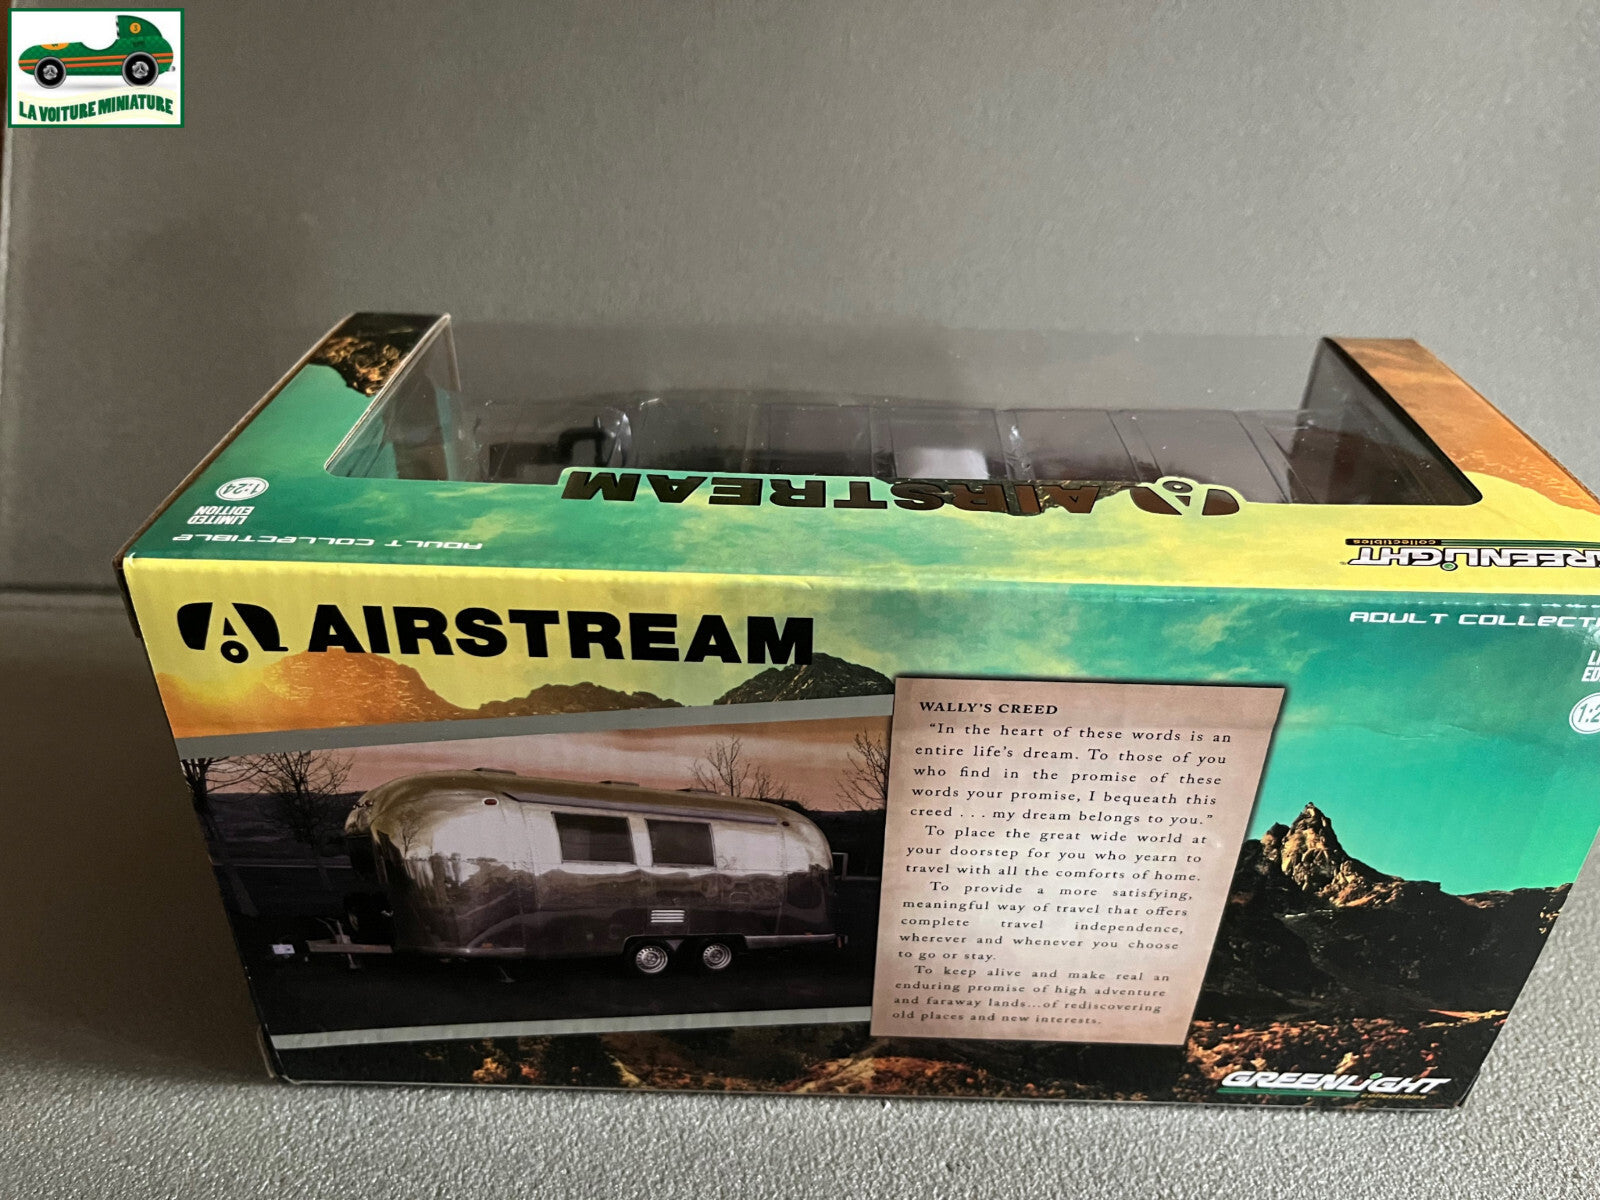 LA VOITURE MINIATURE
AIRSTREAM
1:24
LIMITED
EDITION
ADULT COLLECTIBLE
GREENLIGHT
collectibles
AIRSTREAM
ADULT COLLECTI
WALLY'S CREED
"In the heart of these words is an
entire life's dream. To those of you
who find in the promise of these
words your promise, I bequeath this
creed . . . my dream belongs to you."
To place the great wide world at
your doorstep for you who yearn to
travel with all the comforts of home.
To provide a more satisfying,
meaningful way of travel that offers
complete travel independence,
wherever and whenever you choose
to go or stay.
To keep alive and make real an
enduring promise of high adventure
and faraway lands...of rediscovering
old places and new interests.
GREENLIGHT
collectibles